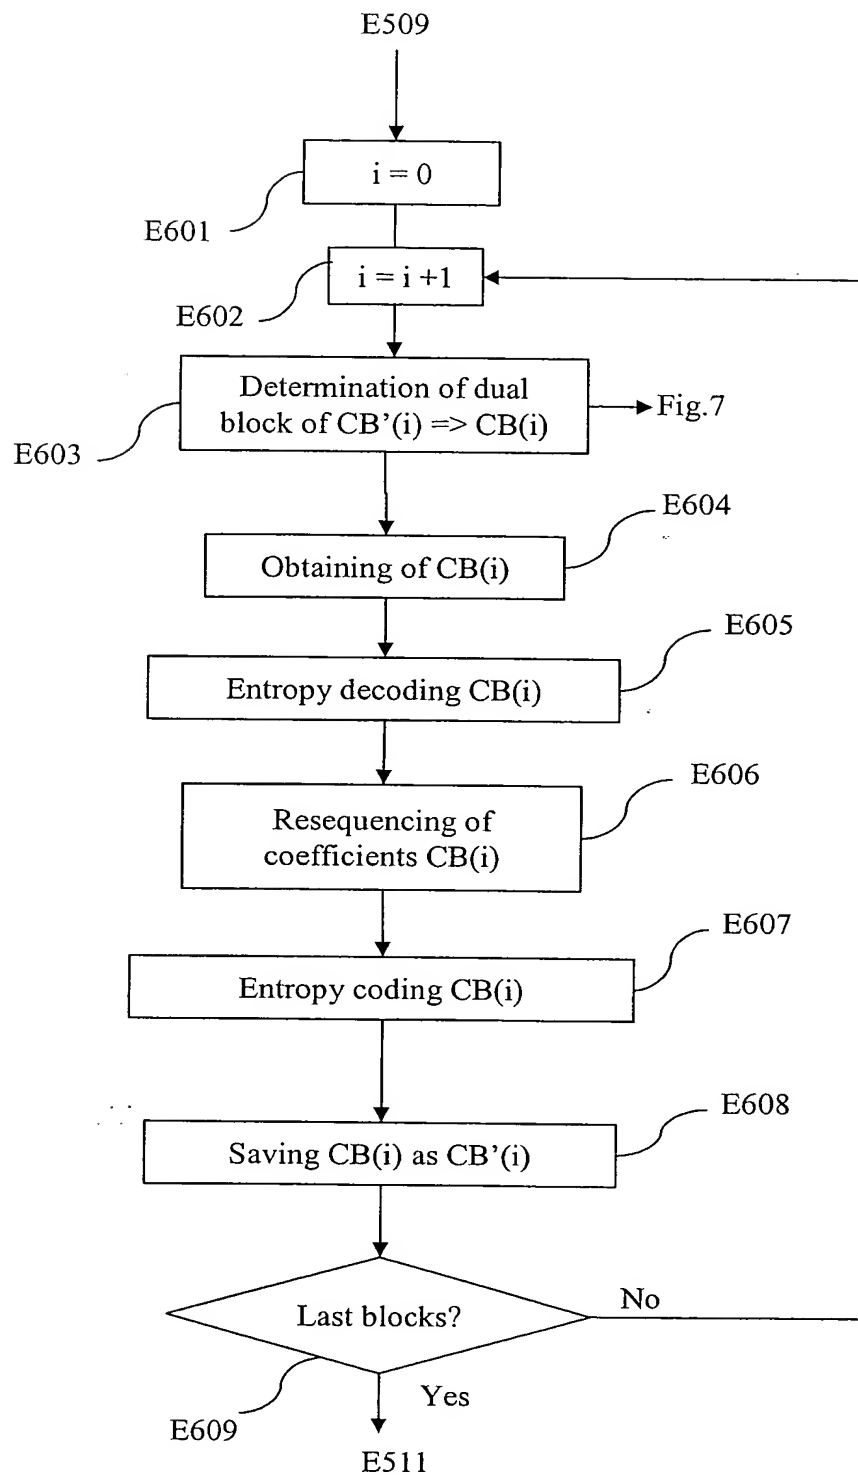 E509
i = 0
E601
i = i +1
E602
Determination of dual
block of CB’(i) => CB(i)
Fig.7
E603
E604
Obtaining of CB(i)
E605
Entropy decoding CB(i)
E606
Resequencing of
coefficients CB(i)
E607
Entropy coding CB(i)
E608
Saving CB(i) as CB’(i)
Last blocks?
No
Yes
E609
E511